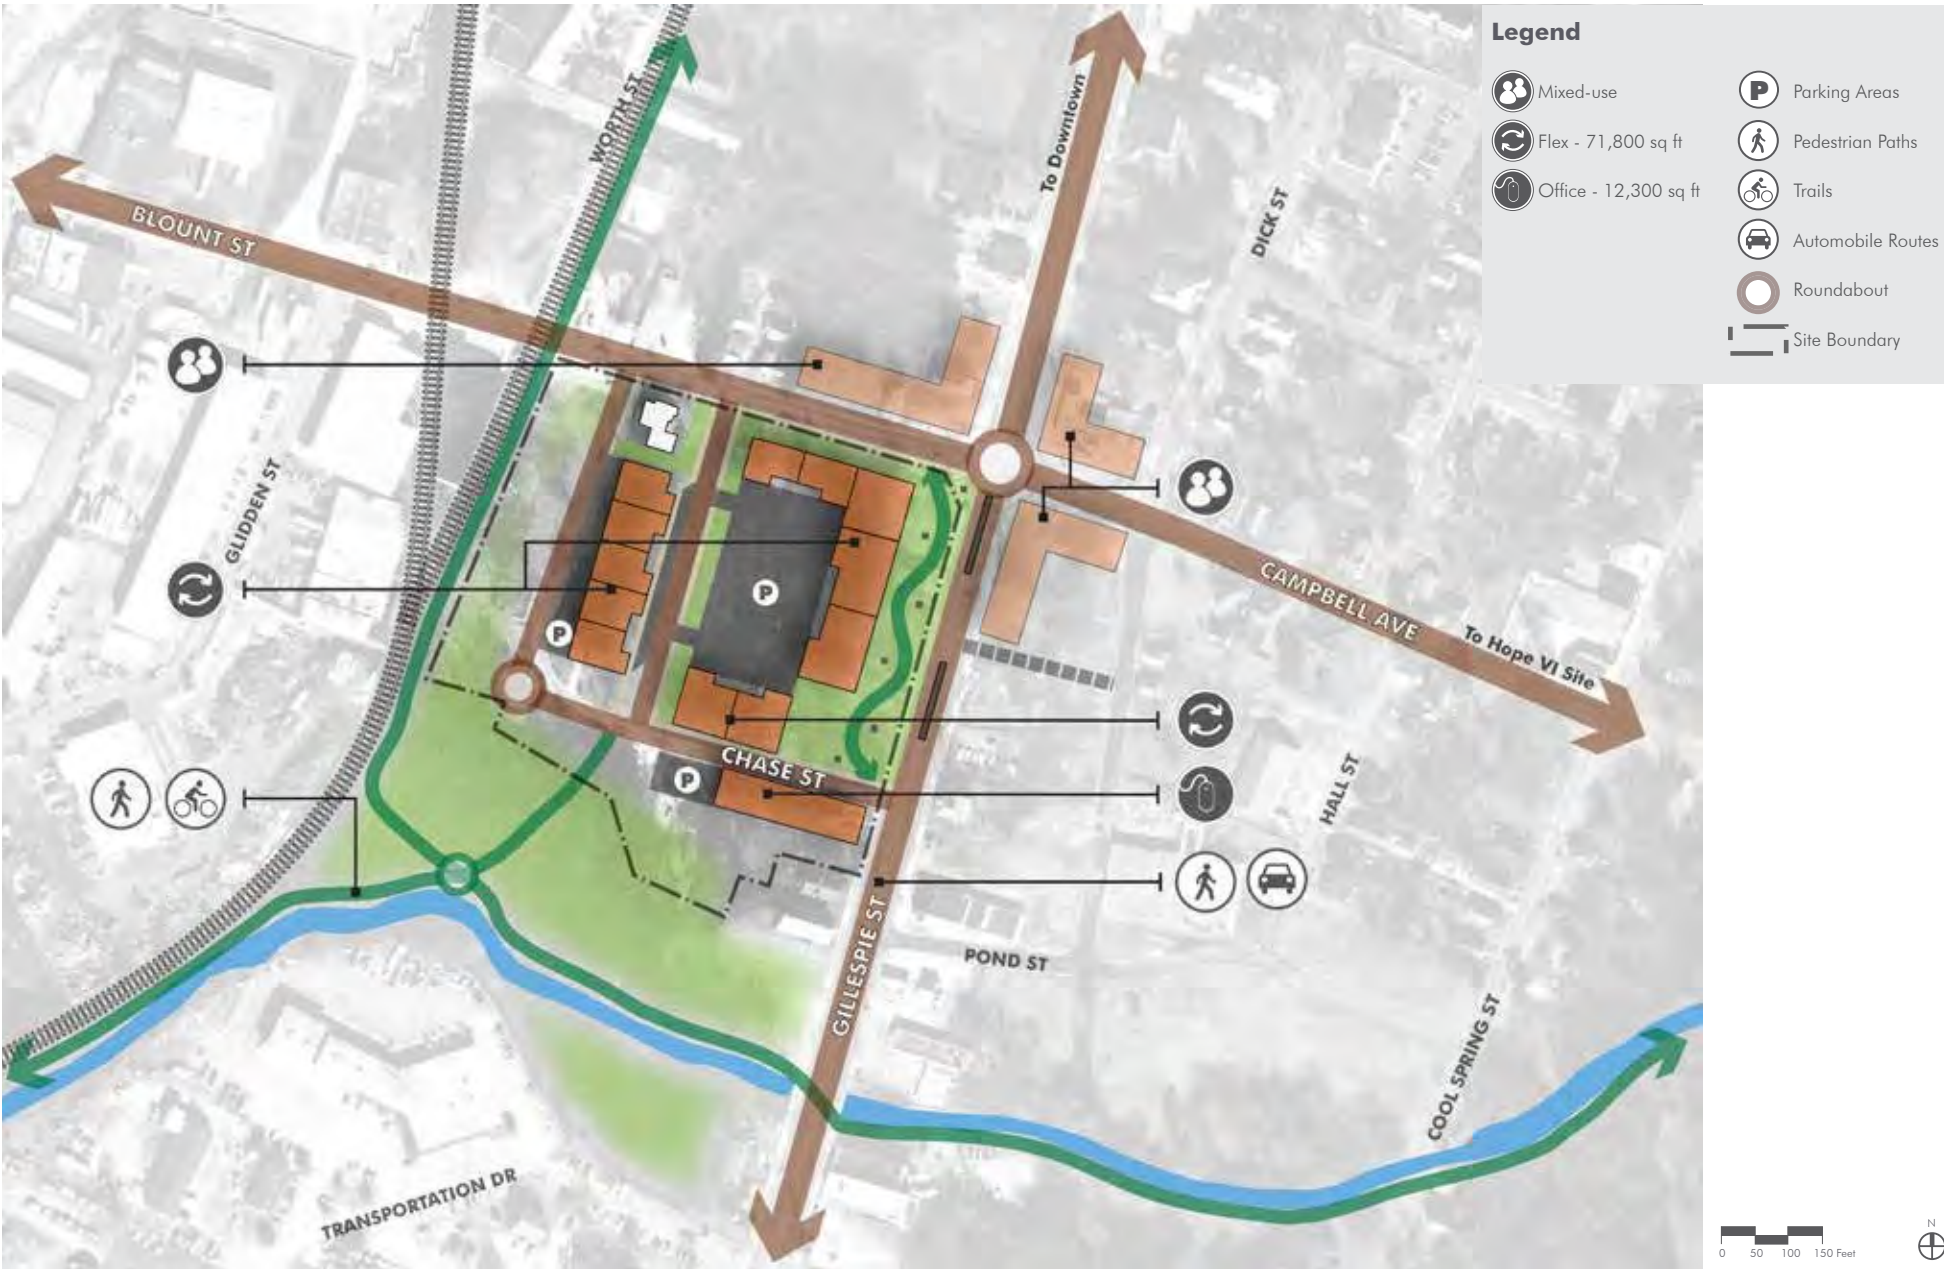 Legend
Mixed-use
Flex - 71,800 sq ft
Office - 12,300 sq ft
P
Parking Areas
Pedestrian Paths
Trails
Automobile Routes
Roundabout
Site Boundary
WORTH ST
To Downtown
DICK ST
BLOUNT ST
GLIDDEN ST
CAMPBELL AVE
To Hope VI Site
P
P
P
CHASE ST
HALL ST
GILLESPIE ST
POND ST
COOL SPRING ST
TRANSPORTATION DR
0 50 100 150 Feet
N